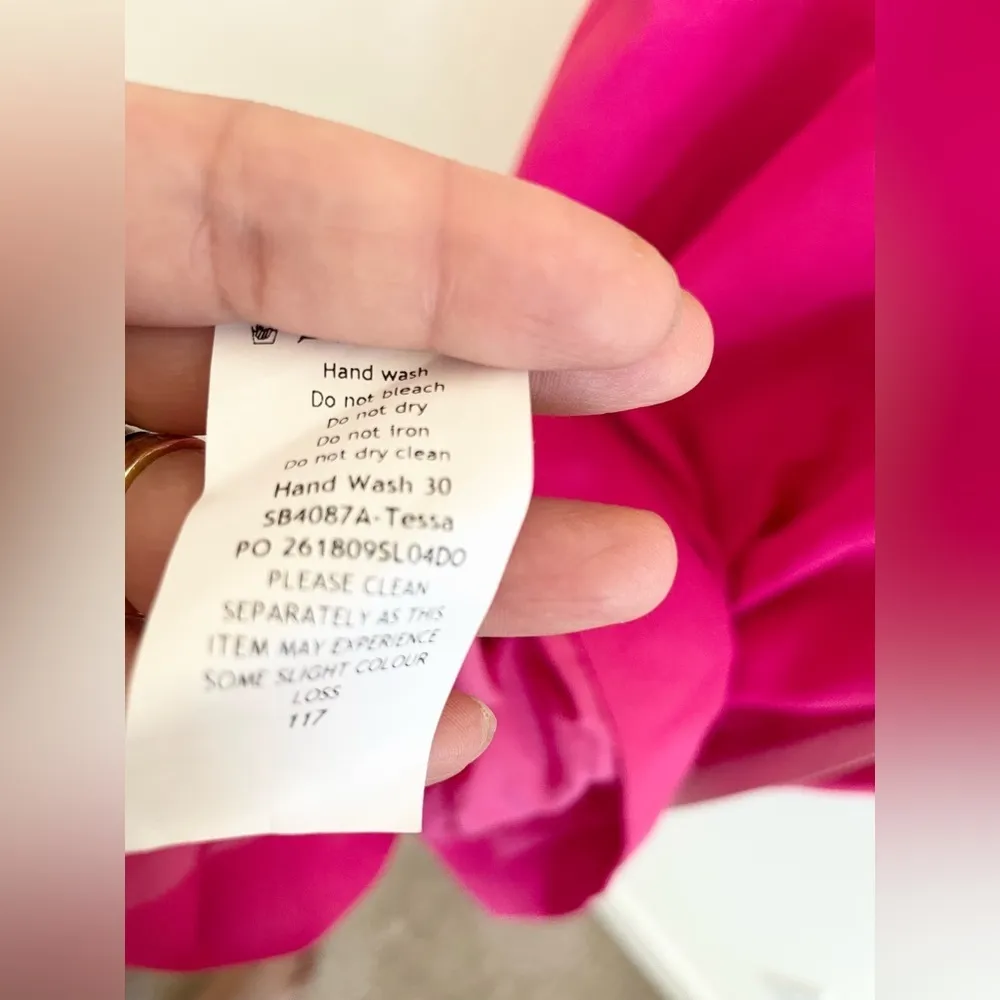 Hand wash
Do not bleach
Do not dry
Do not iron
Do not dry clean
Hand Wash 30
SB4087A-Tessa
PO 261809SL04DO
PLEASE CLEAN
SEPARATELY AS THIS
ITEM MAY EXPERIENCE
SOME SLIGHT COLOUR
LOSS
117